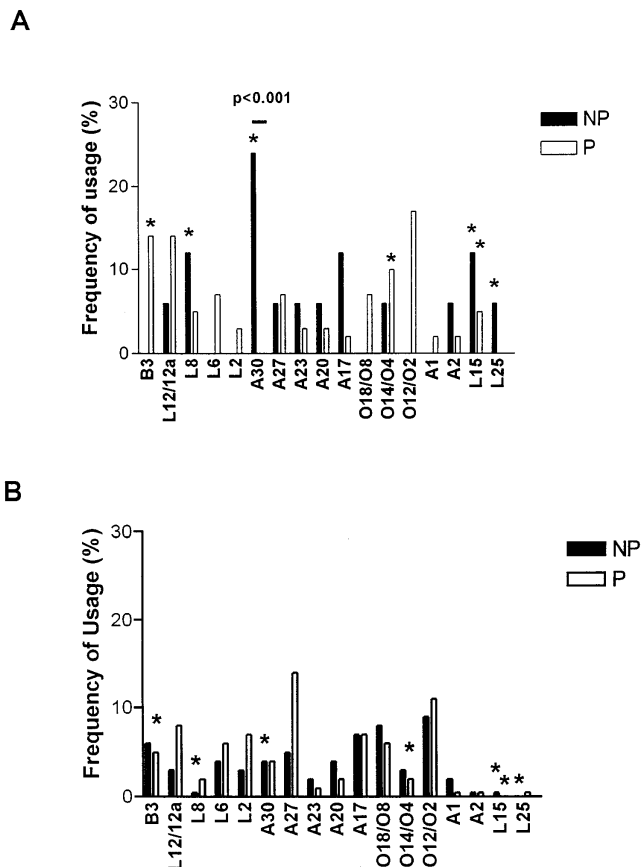 A
p<0.001
30
20
10
0
Frequency of usage (%)
* * * * * * *
NP
P
B3 L12/12a L8 L6 L2 A30 A27 A23 A20 A17 O18/O8 O14/O4 O12/O2 A1 A2 L15 L25
B
30
20
10
0
Frequency of Usage (%)
* * * * * * *
NP
P
B3 L12/12a L8 L6 L2 A30 A27 A23 A20 A17 O18/O8 O14/O4 O12/O2 A1 A2 L15 L25